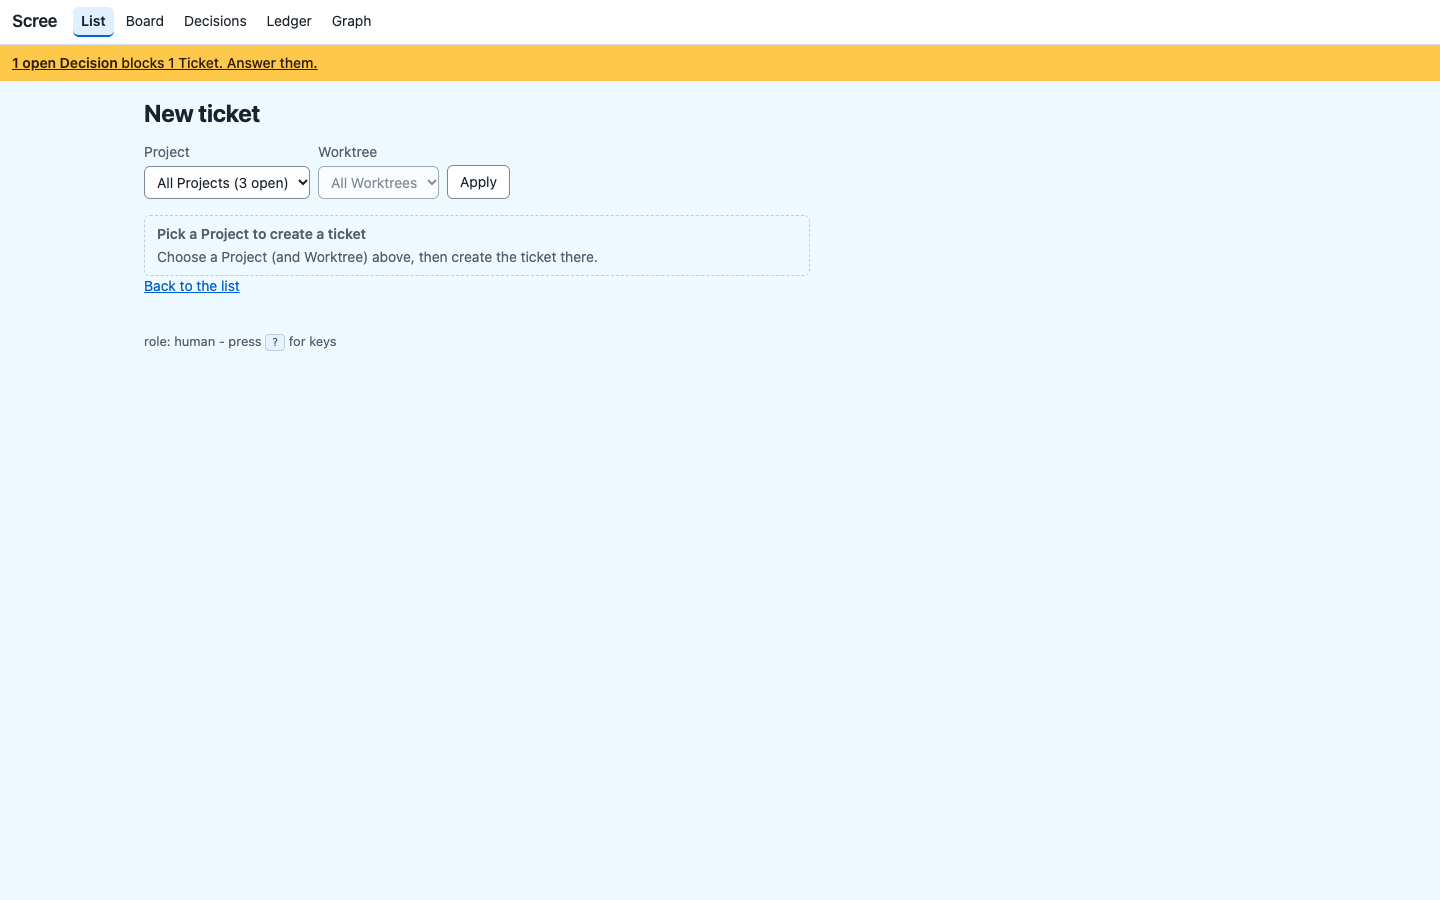 Scree List Board Decisions Ledger Graph
1 open Decision blocks 1 Ticket. Answer them.
New ticket
Project Worktree
All Projects (3 open) All Worktrees Apply
Pick a Project to create a ticket
Choose a Project (and Worktree) above, then create the ticket there.
Back to the list
role: human - press ? for keys